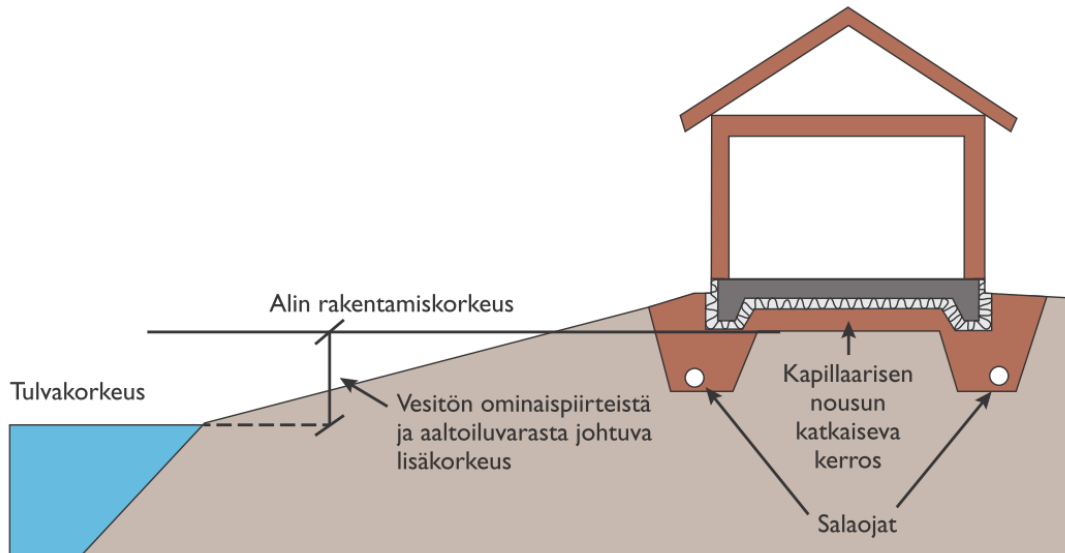 Alin rakentamiskorkeus
Tulvakorkeus
Vesitön ominaispiirteistä
ja aaltoiluvarasta johtuva
lisäkorkeus
Kapillaarisen
nousun
katkaiseva
kerros
Salaojat